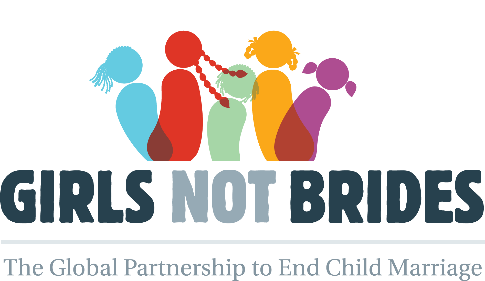 GIRLS NOT BRIDES
The Global Partnership to End Child Marriage